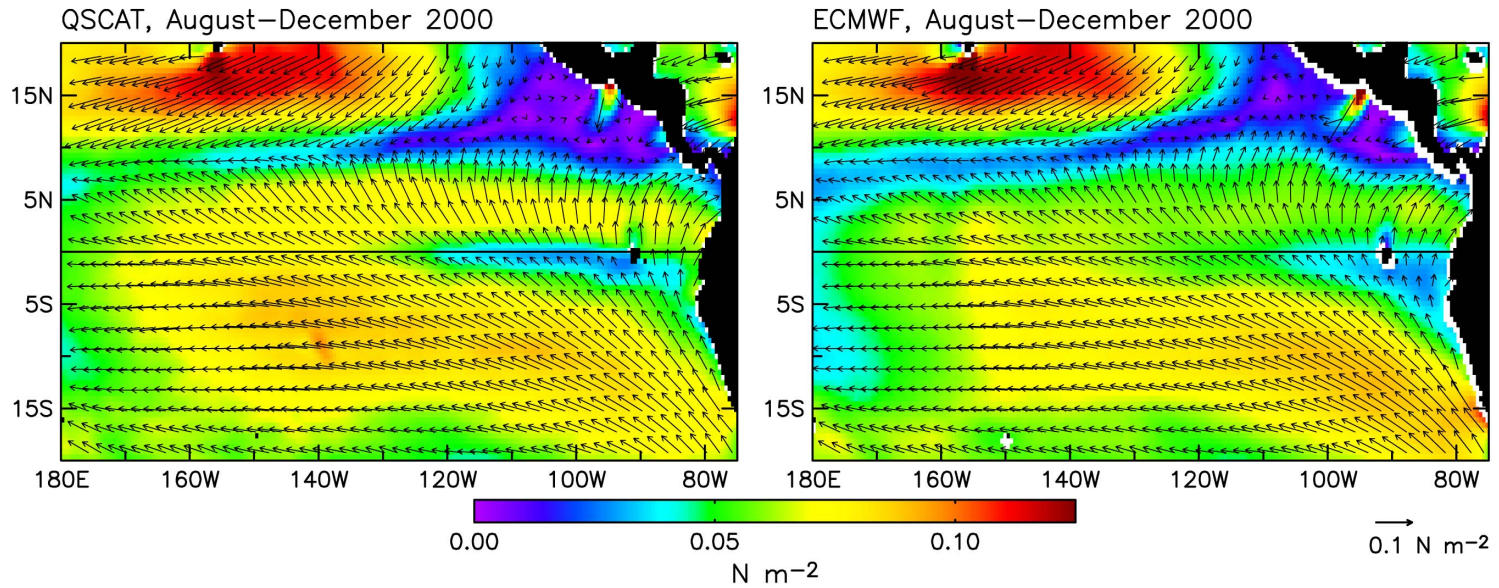 QSCAT, August–December 2000
15N
5N
5S
15S
180E 160W 140W 120W 100W 80W
ECMWF, August–December 2000
15N
5N
5S
15S
180E 160W 140W 120W 100W 80W
0.00 0.05 0.10
N m⁻²
0.1 N m⁻²